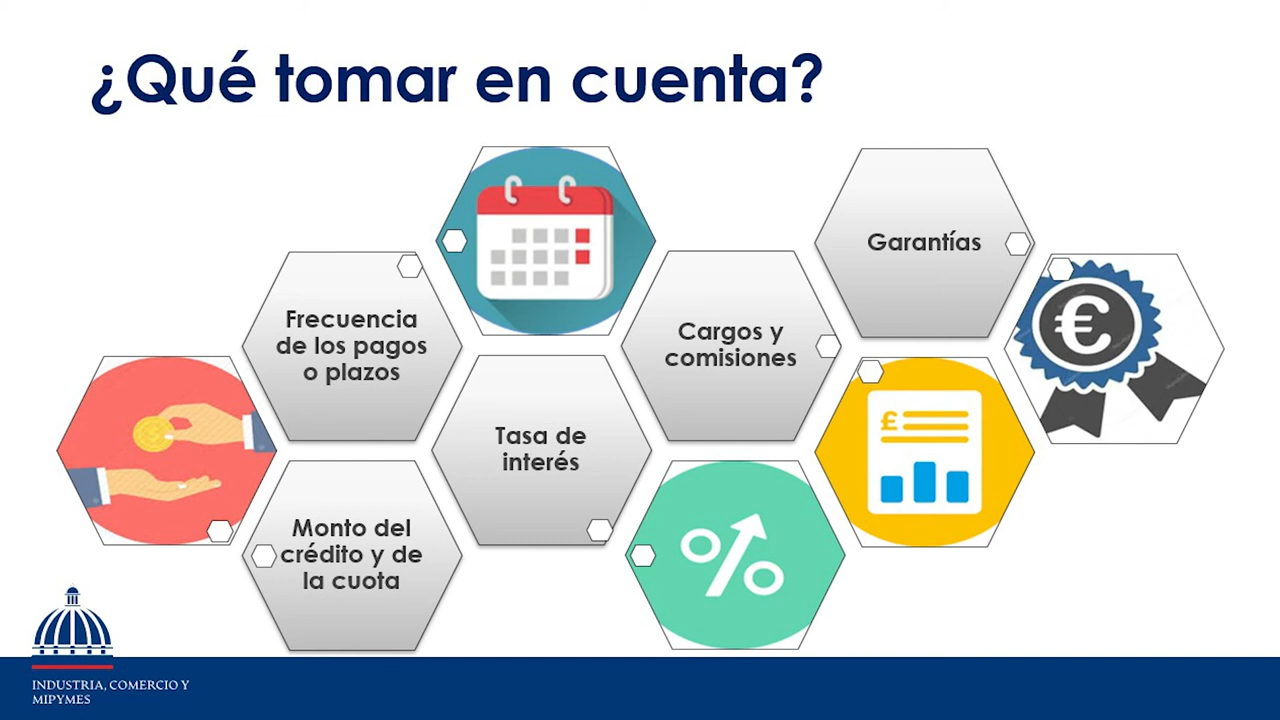 ¿Qué tomar en cuenta?
Garantías
Frecuencia
de los pagos
o plazos
Cargos y
comisiones
Tasa de
interés
Monto del
crédito y de
la cuota
€
£
%
INDUSTRIA, COMERCIO Y
MIPYMES